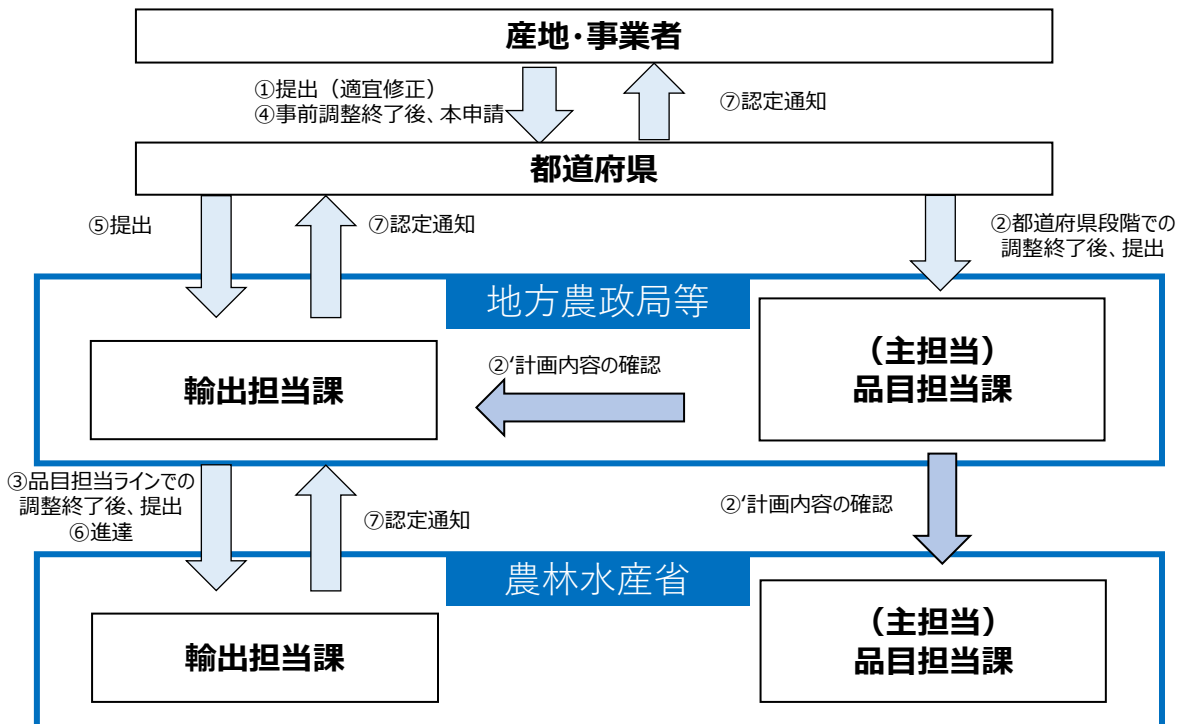 産地・事業者
①提出（適宜修正）
④事前調整終了後、本申請
⑦認定通知
都道府県
⑤提出
⑦認定通知
②都道府県段階での
調整終了後、提出
地方農政局等
輸出担当課
②‘計画内容の確認
（主担当）
品目担当課
③品目担当ラインでの
調整終了後、提出
⑥進達
⑦認定通知
②‘計画内容の確認
農林水産省
輸出担当課
（主担当）
品目担当課